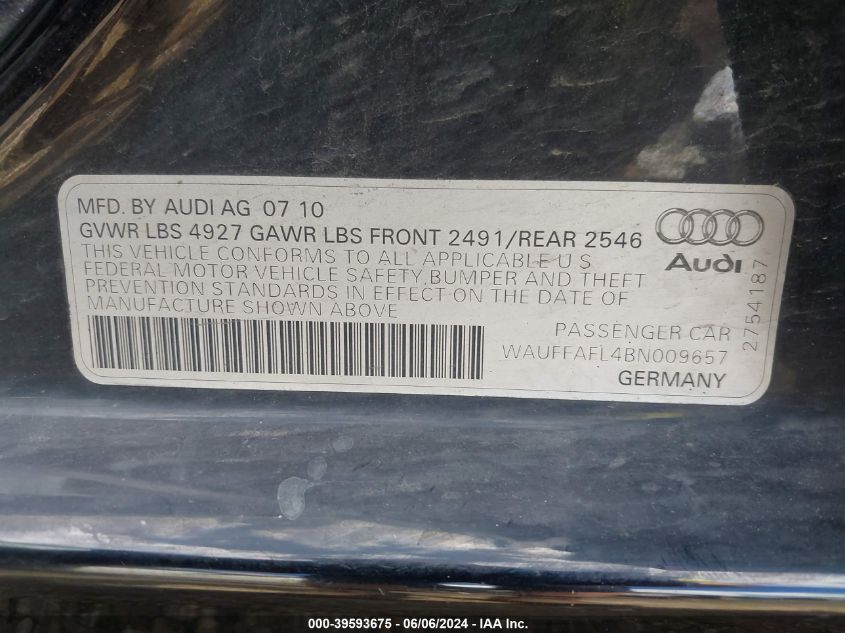 MFD. BY AUDI AG 07 10
GVWR LBS 4927 GAWR LBS FRONT 2491/REAR 2546
THIS VEHICLE CONFORMS TO ALL APPLICABLE U S
FEDERAL MOTOR VEHICLE SAFETY, BUMPER AND THEFT
PREVENTION STANDARDS IN EFFECT ON THE DATE OF
MANUFACTURE SHOWN ABOVE
Audi
2754187
PASSENGER CAR
WAUFFAFL4BN009657
GERMANY
000-39593675 / 06/06/2024 - © IAA Inc.